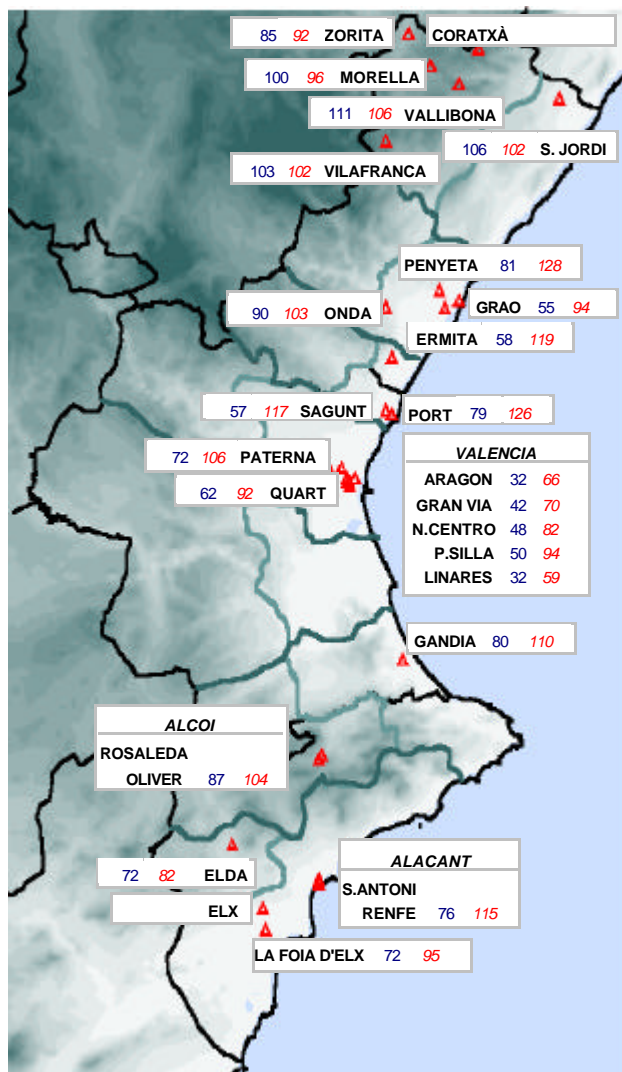 85 92 ZORITA
CORATXÀ
100 96 MORELLA
111 106 VALLIBONA
106 102 S. JORDI
103 102 VILAFRANCA
PENYETA 81 128
90 103 ONDA
GRAO 55 94
ERMITA 58 119
57 117 SAGUNT
PORT 79 126
72 106 PATERNA
62 92 QUART
VALENCIA
ARAGON 32 66
GRAN VIA 42 70
N.CENTRO 48 82
P.SILLA 50 94
LINARES 32 59
GANDIA 80 110
ALCOI
ROSALEDA
OLIVER 87 104
72 82 ELDA
ELX
ALACANT
S.ANTONI
RENFE 76 115
LA FOIA D'ELX 72 95